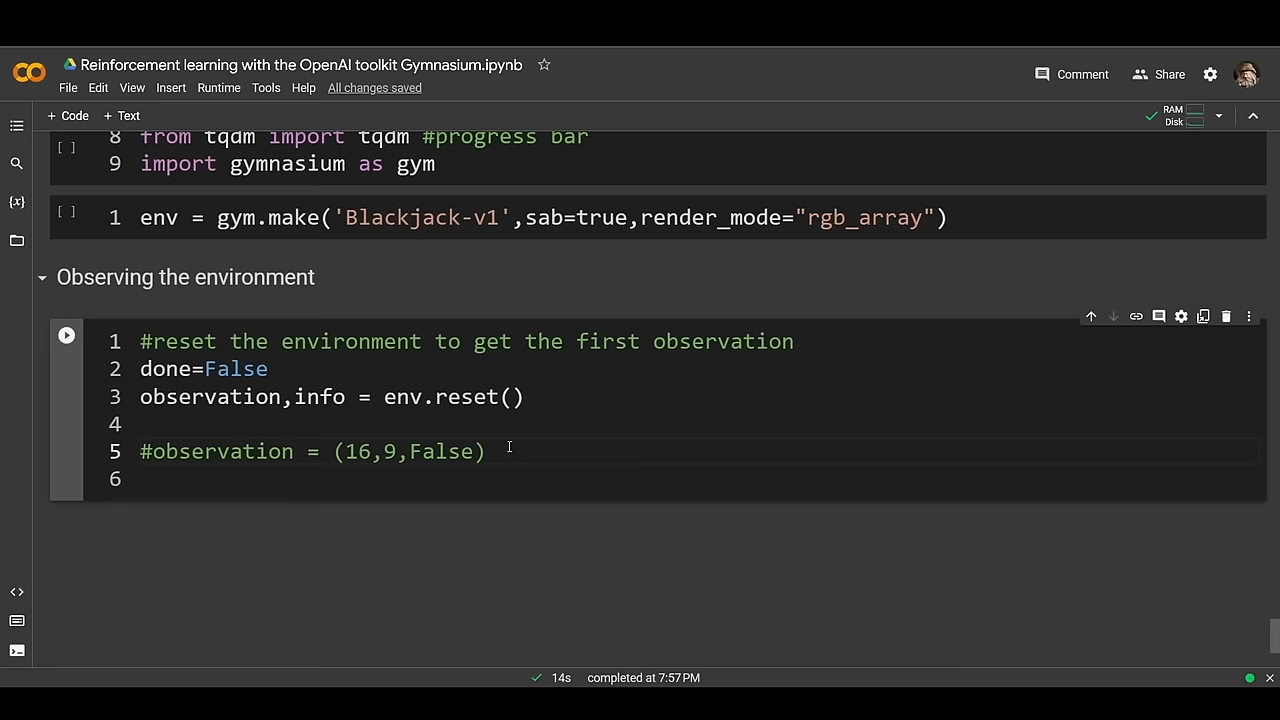 Reinforcement learning with the OpenAI toolkit Gymnasium.ipynb
File Edit View Insert Runtime Tools Help All changes saved
Comment Share
+ Code + Text
RAM
Disk
[ ] 8 from tqdm import tqdm #progress bar
9 import gymnasium as gym
[ ] 1 env = gym.make('Blackjack-v1',sab=true,render_mode="rgb_array")
Observing the environment
1 #reset the environment to get the first observation
2 done=False
3 observation,info = env.reset()
4
5 #observation = (16,9,False)
6
14s completed at 7:57 PM